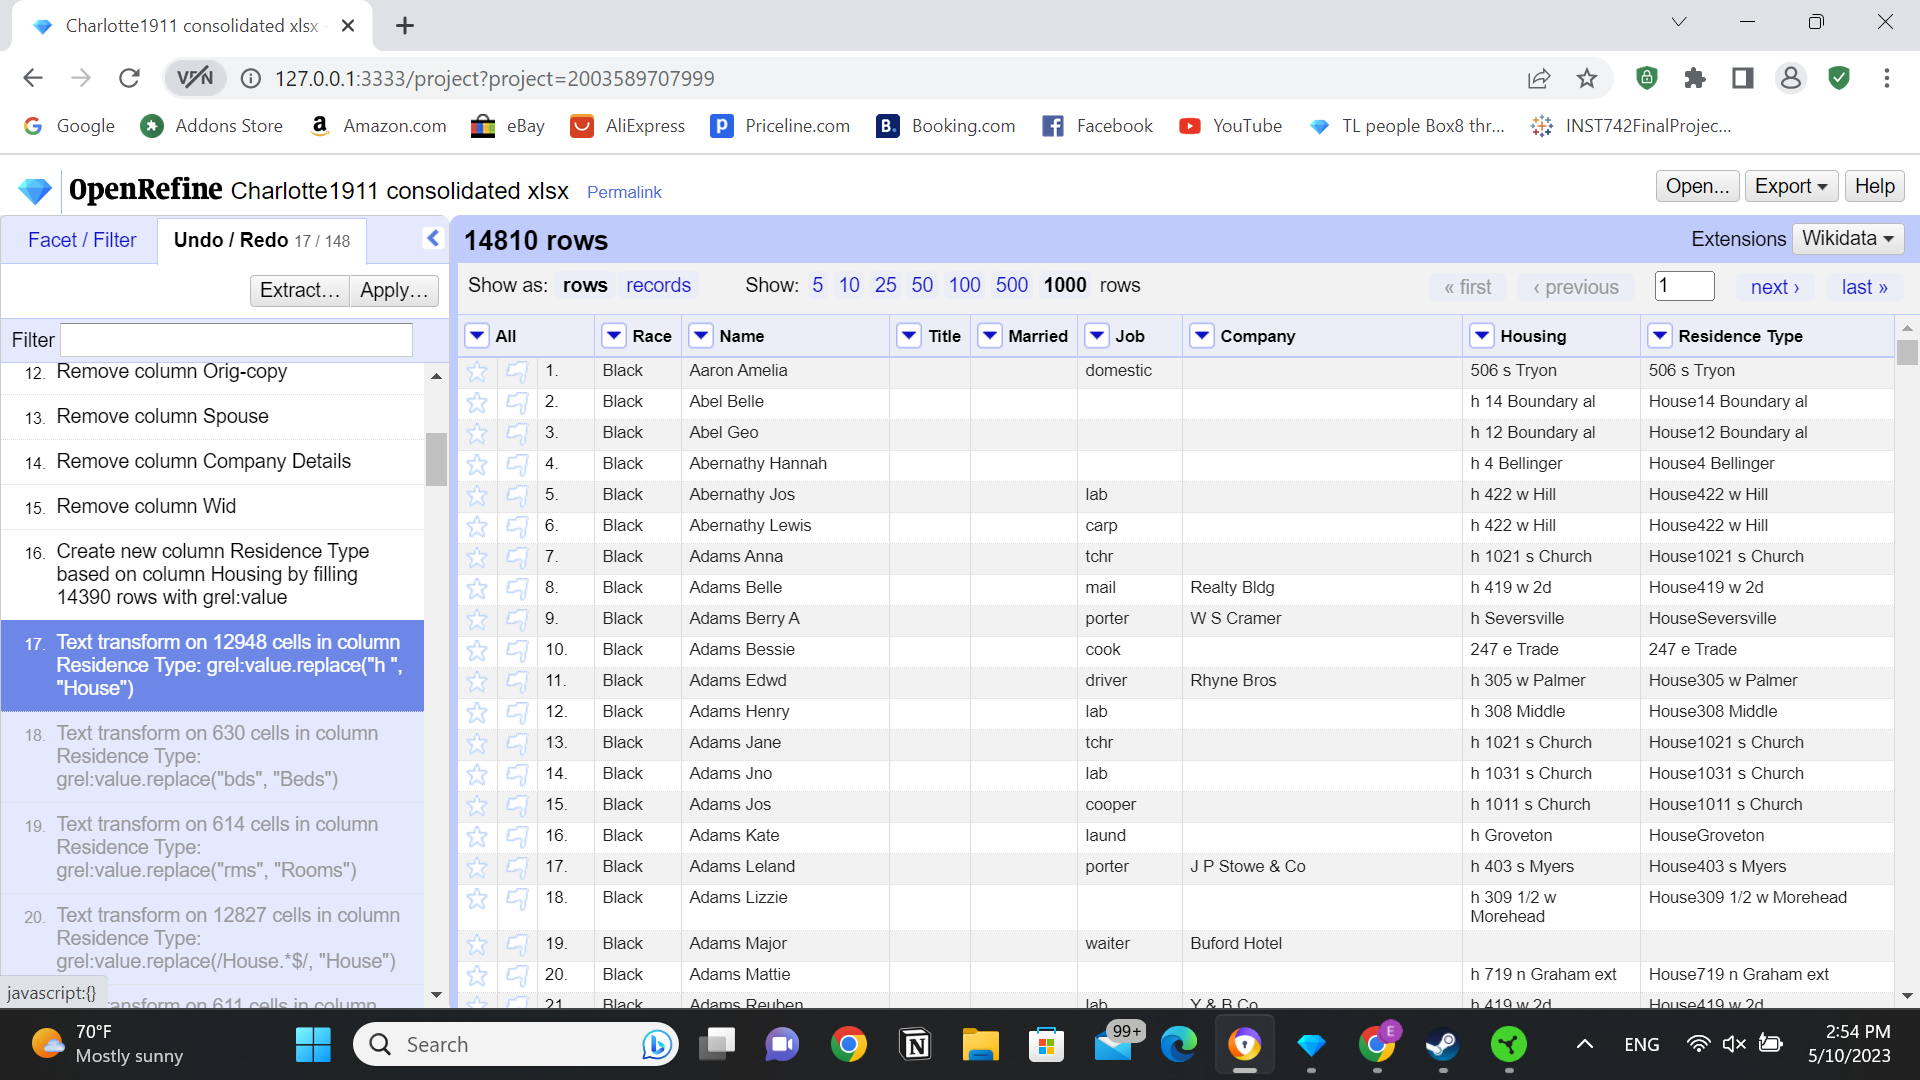 Charlotte1911 consolidated xlsx
127.0.0.1:3333/project?project=2003589707999
Google Addons Store Amazon.com eBay AliExpress Priceline.com Booking.com Facebook YouTube TL people Box8 thr... INST742FinalProjec...
OpenRefine Charlotte1911 consolidated xlsx Permalink Open... Export Help
Facet / Filter Undo / Redo 17 / 148
14810 rows Extensions Wikidata
Extract... Apply...
Show as: rows records Show: 5 10 25 50 100 500 1000 rows « first ‹ previous 1 next › last »
Filter
12. Remove column Orig-copy
13. Remove column Spouse
14. Remove column Company Details
15. Remove column Wid
16. Create new column Residence Type
based on column Housing by filling
14390 rows with grel:value
17. Text transform on 12948 cells in column
Residence Type: grel:value.replace("h ",
"House")
18. Text transform on 630 cells in column
Residence Type:
grel:value.replace("bds", "Beds")
19. Text transform on 614 cells in column
Residence Type:
grel:value.replace("rms", "Rooms")
20. Text transform on 12827 cells in column
Residence Type:
grel:value.replace(/House.*$/, "House")
ansform on 611 cells in column
javascript:{}
All Race Name Title Married Job Company Housing Residence Type
1. Black Aaron Amelia domestic 506 s Tryon 506 s Tryon
2. Black Abel Belle h 14 Boundary al House14 Boundary al
3. Black Abel Geo h 12 Boundary al House12 Boundary al
4. Black Abernathy Hannah h 4 Bellinger House4 Bellinger
5. Black Abernathy Jos lab h 422 w Hill House422 w Hill
6. Black Abernathy Lewis carp h 422 w Hill House422 w Hill
7. Black Adams Anna tchr h 1021 s Church House1021 s Church
8. Black Adams Belle mail Realty Bldg h 419 w 2d House419 w 2d
9. Black Adams Berry A porter W S Cramer h Seversville HouseSeversville
10. Black Adams Bessie cook 247 e Trade 247 e Trade
11. Black Adams Edwd driver Rhyne Bros h 305 w Palmer House305 w Palmer
12. Black Adams Henry lab h 308 Middle House308 Middle
13. Black Adams Jane tchr h 1021 s Church House1021 s Church
14. Black Adams Jno lab h 1031 s Church House1031 s Church
15. Black Adams Jos cooper h 1011 s Church House1011 s Church
16. Black Adams Kate laund h Groveton HouseGroveton
17. Black Adams Leland porter J P Stowe & Co h 403 s Myers House403 s Myers
18. Black Adams Lizzie h 309 1/2 w House309 1/2 w Morehead
Morehead
19. Black Adams Major waiter Buford Hotel
20. Black Adams Mattie h 719 n Graham ext House719 n Graham ext
21. Black Adams Reuben lab Y & B Co h 419 w 2d House419 w 2d
70°F
Mostly sunny
Search
99+
E
ENG
2:54 PM
5/10/2023